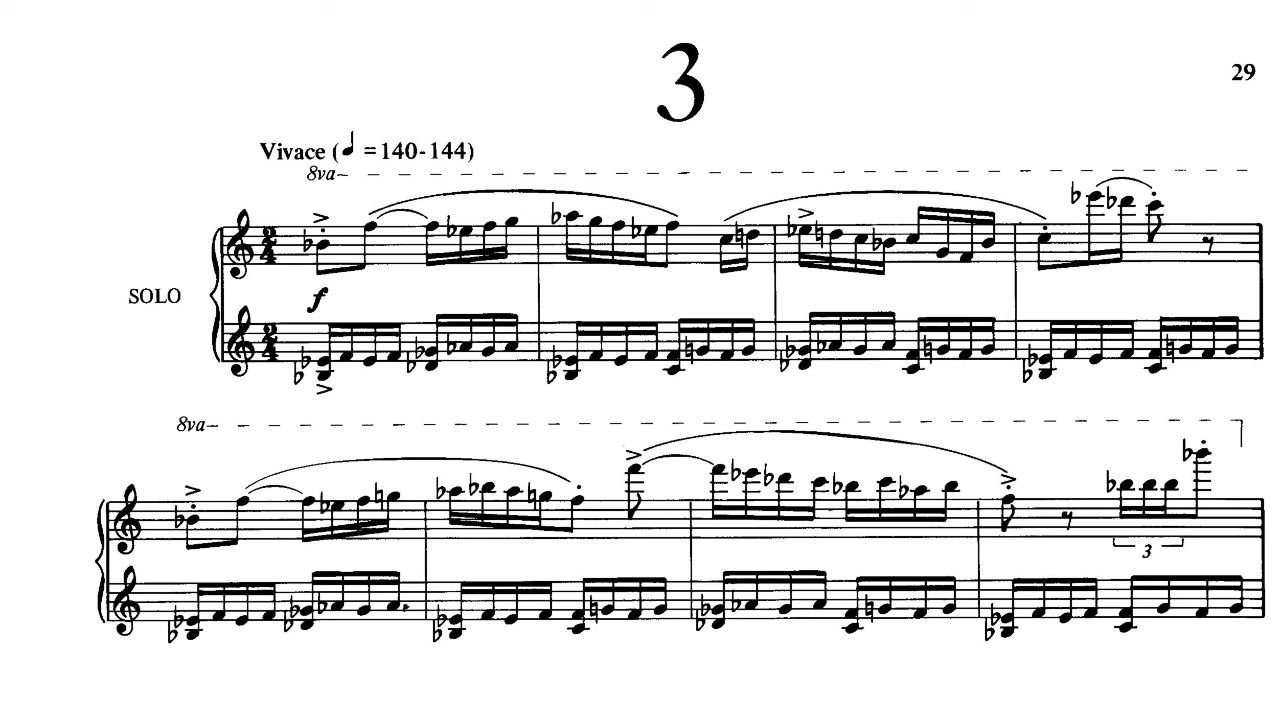 3
29
Vivace (♩ = 140-144)
8va
SOLO
f
8va
3